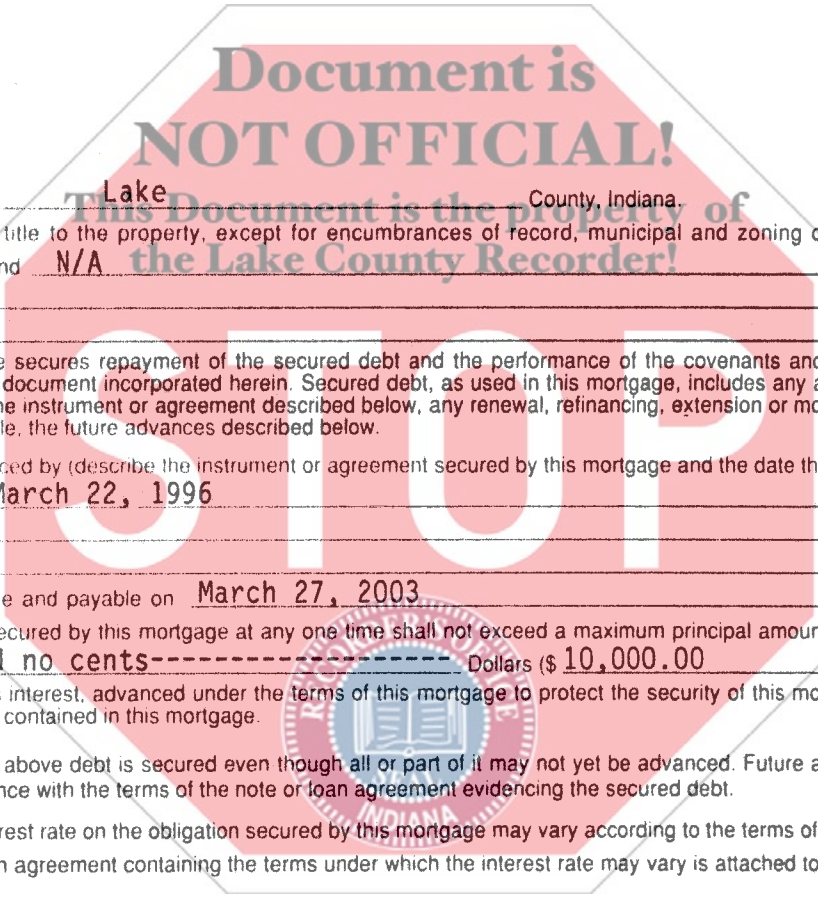 Document is
NOT OFFICIAL!
This Document is the property of
the Lake County Recorder!
Lake County, Indiana.
title to the property, except for encumbrances of record, municipal and zoning
N/A
secures repayment of the secured debt and the performance of the covenants and
document incorporated herein. Secured debt, as used in this mortgage, includes any
instrument or agreement described below, any renewal, refinancing, extension or
the future advances described below.
by (describe the instrument or agreement secured by this mortgage and the date
March 22, 1996
STOP
and payable on March 27, 2003
secured by this mortgage at any one time shall not exceed a maximum principal
no cents------------------- Dollars ($ 10,000.00
interest, advanced under the terms of this mortgage to protect the security of this
contained in this mortgage.
above debt is secured even though all or part of it may not yet be advanced. Future
with the terms of the note or loan agreement evidencing the secured debt.
rate on the obligation secured by this mortgage may vary according to the terms of
agreement containing the terms under which the interest rate may vary is attached to
RECORDER'S OFFICE
SEAL
INDIANA